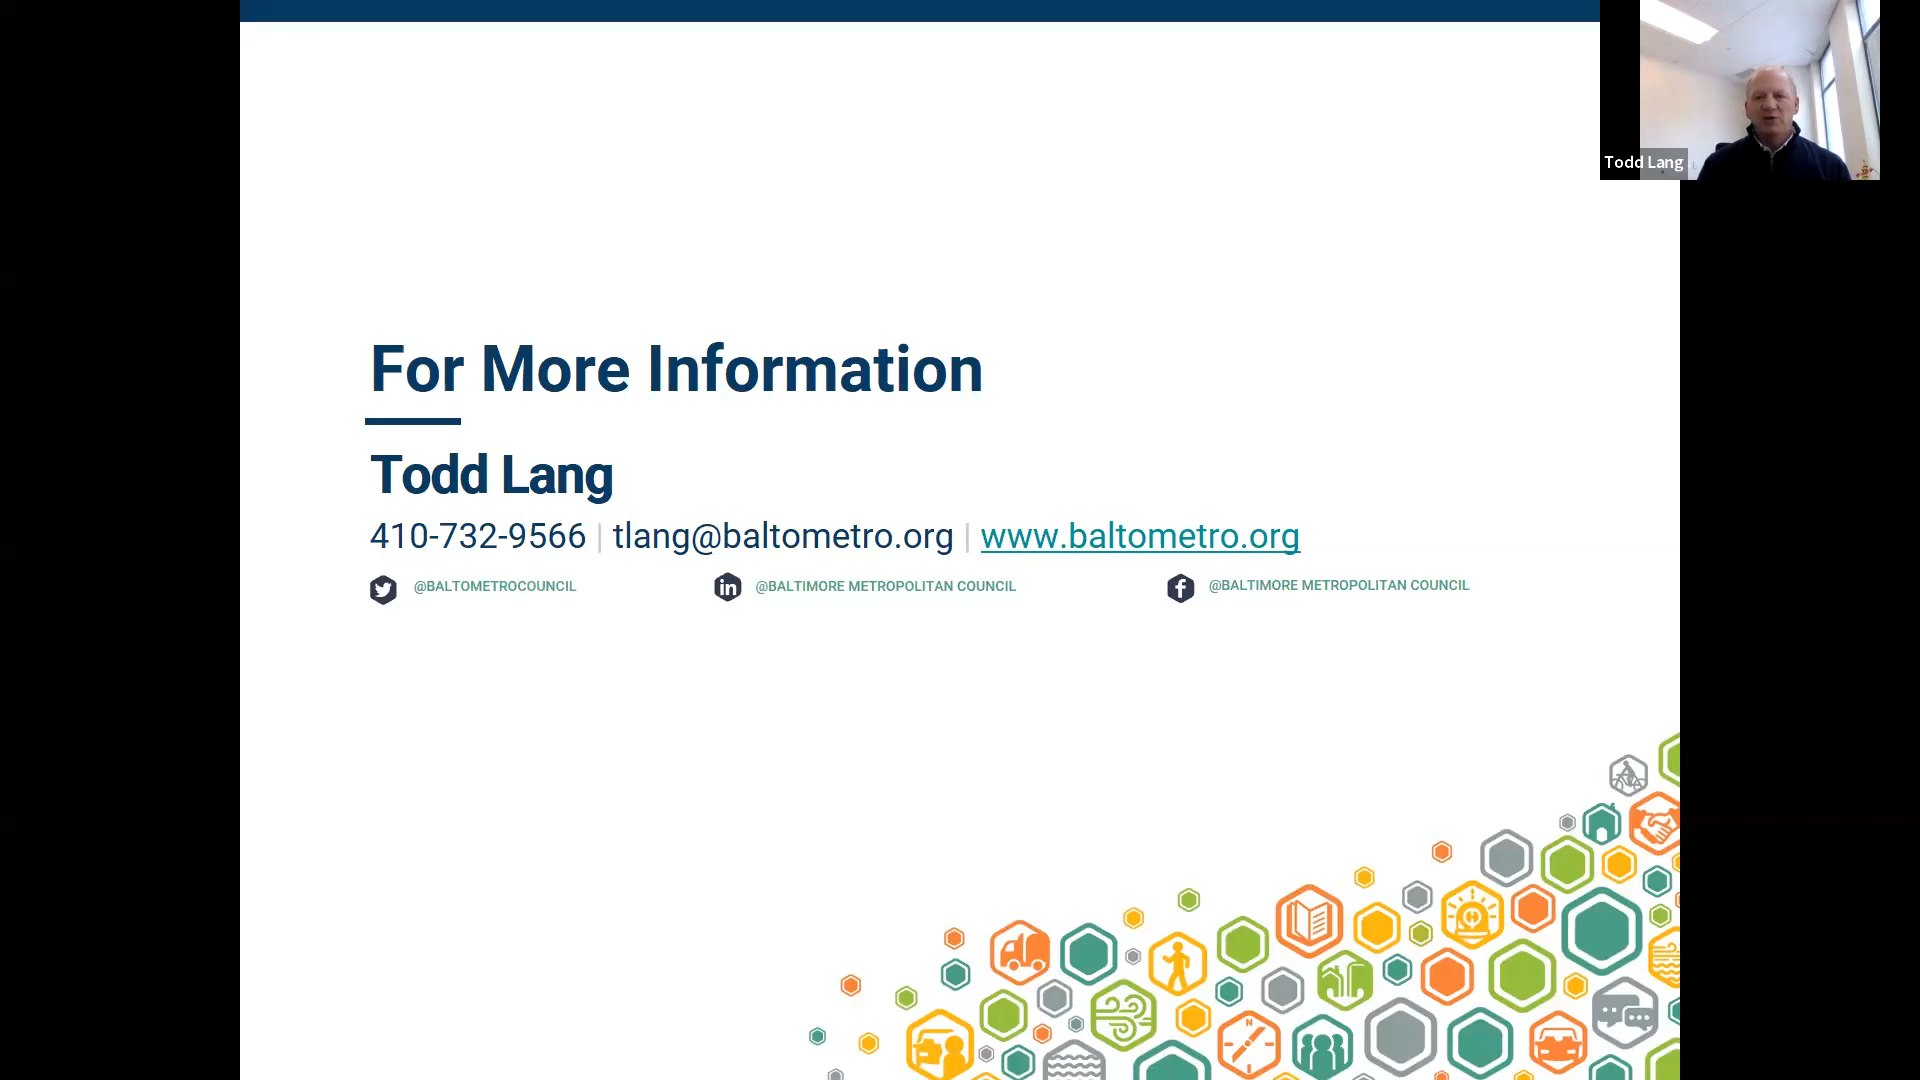 Todd Lang
For More Information
Todd Lang
410-732-9566 | tlang@baltometro.org | www.baltometro.org
@BALTOMETROCOUNCIL @BALTIMORE METROPOLITAN COUNCIL @BALTIMORE METROPOLITAN COUNCIL
N